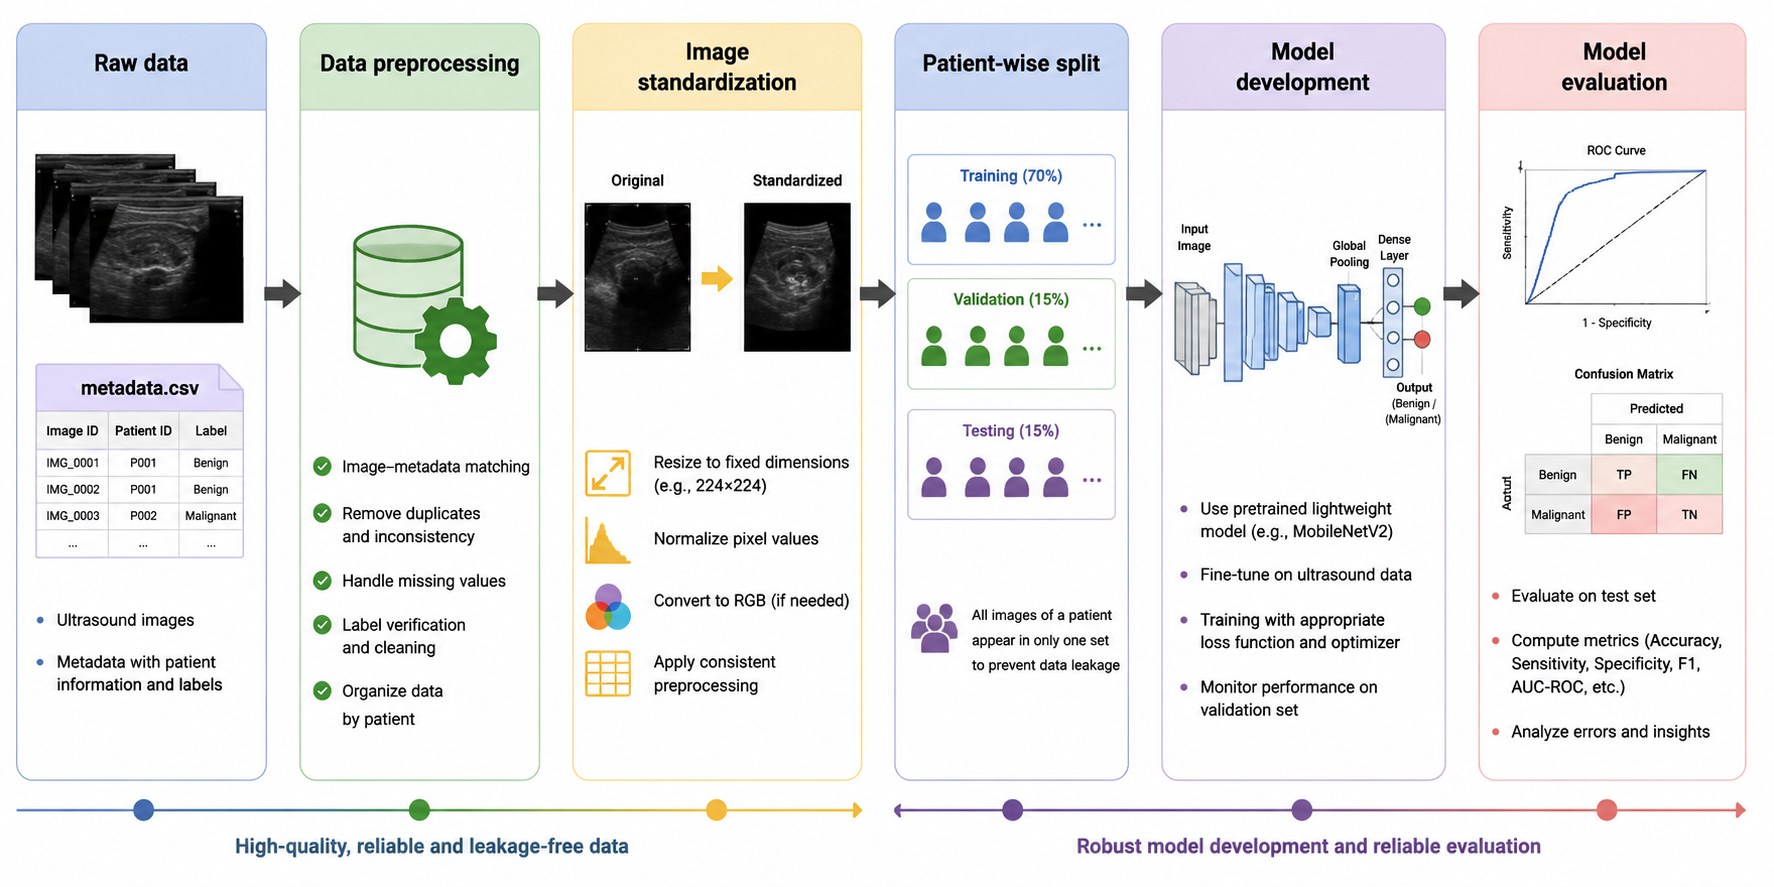 Raw data
metadata.csv
Image ID Patient ID Label
IMG_0001 P001 Benign
IMG_0002 P001 Benign
IMG_0003 P002 Malignant
... ... ...
Ultrasound images
Metadata with patient
information and labels
Data preprocessing
Image–metadata matching
Remove duplicates
and inconsistency
Handle missing values
Label verification
and cleaning
Organize data
by patient
Image
standardization
Original
Standardized
Resize to fixed dimensions
(e.g., 224×224)
Normalize pixel values
Convert to RGB (if needed)
Apply consistent
preprocessing
Patient-wise split
Training (70%)
...
Validation (15%)
...
Testing (15%)
...
All images of a patient
appear in only one set
to prevent data leakage
Model
development
Input
Image
Global
Pooling
Dense
Layer
Output
(Benign /
(Malignant)
Use pretrained lightweight
model (e.g., MobileNetV2)
Fine-tune on ultrasound data
Training with appropriate
loss function and optimizer
Monitor performance on
validation set
Model
evaluation
ROC Curve
Sensitivity
1 - Specificity
Confusion Matrix
Predicted
Benign Malignant
Benign TP FN
Malignant FP TN
Evaluate on test set
Compute metrics (Accuracy,
Sensitivity, Specificity, F1,
AUC-ROC, etc.)
Analyze errors and insights
High-quality, reliable and leakage-free data
Robust model development and reliable evaluation